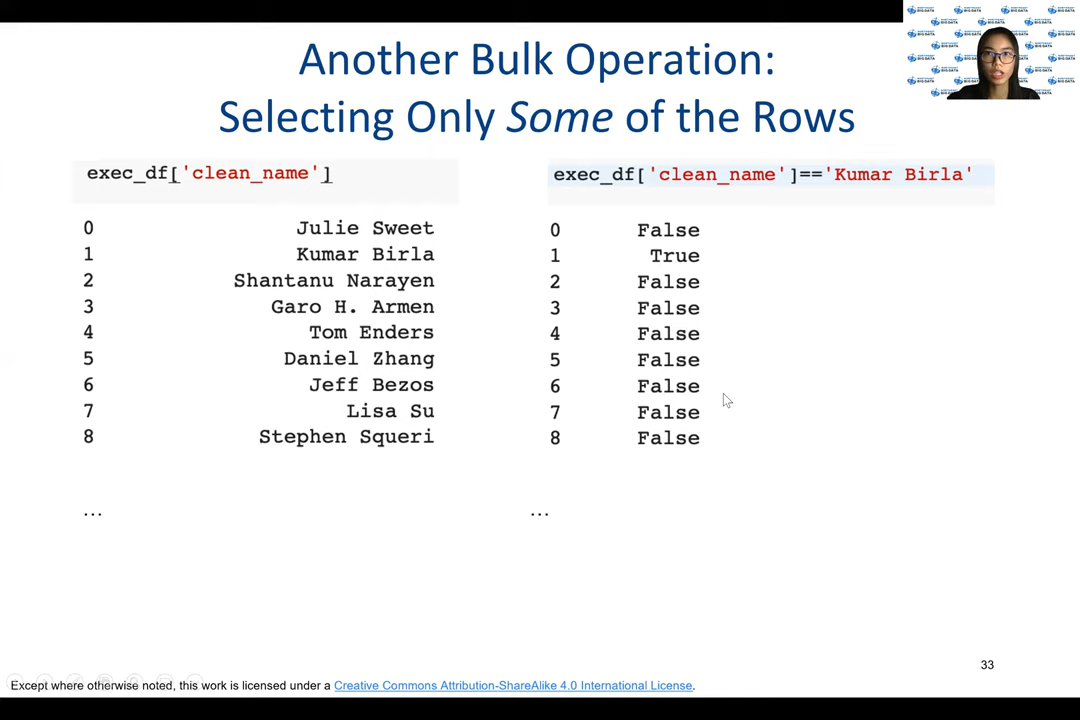 Another Bulk Operation:
Selecting Only Some of the Rows
exec_df['clean_name']
0 Julie Sweet
1 Kumar Birla
2 Shantanu Narayen
3 Garo H. Armen
4 Tom Enders
5 Daniel Zhang
6 Jeff Bezos
7 Lisa Su
8 Stephen Squeri
...
exec_df['clean_name']=='Kumar Birla'
0 False
1 True
2 False
3 False
4 False
5 False
6 False
7 False
8 False
...
33
Except where otherwise noted, this work is licensed under a Creative Commons Attribution-ShareAlike 4.0 International License.